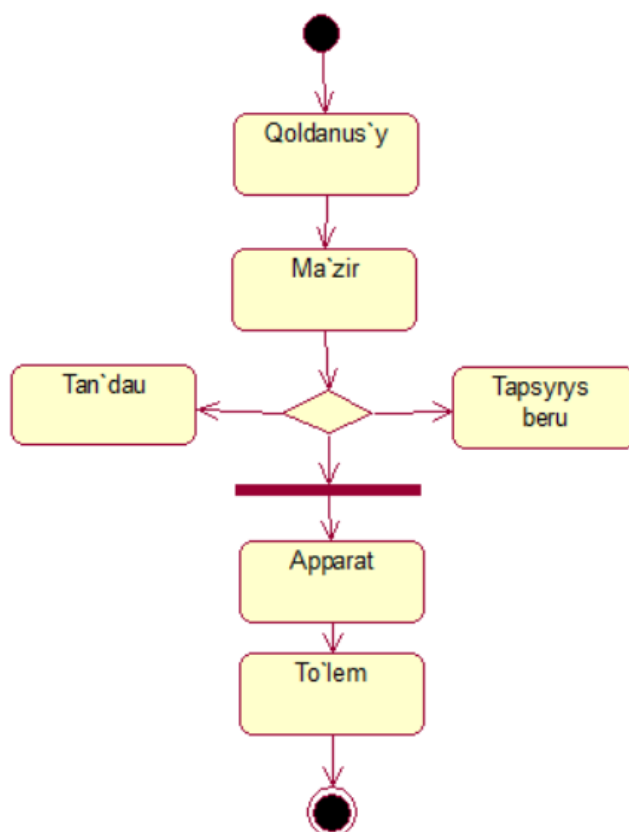 Qoldanus`y
Ma`zir
Tan`dau
Tapsyrys
beru
Apparat
To`lem